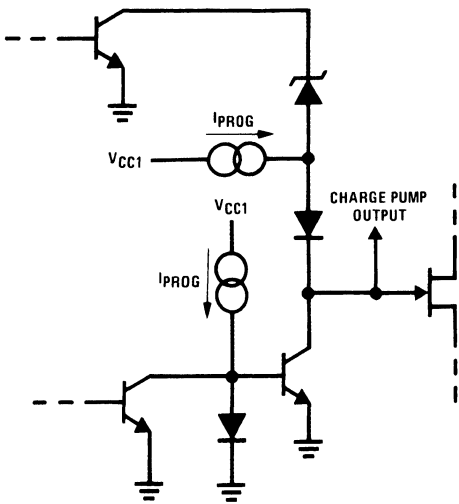 IPROG
VCC1
CHARGE PUMP
OUTPUT
VCC1
IPROG